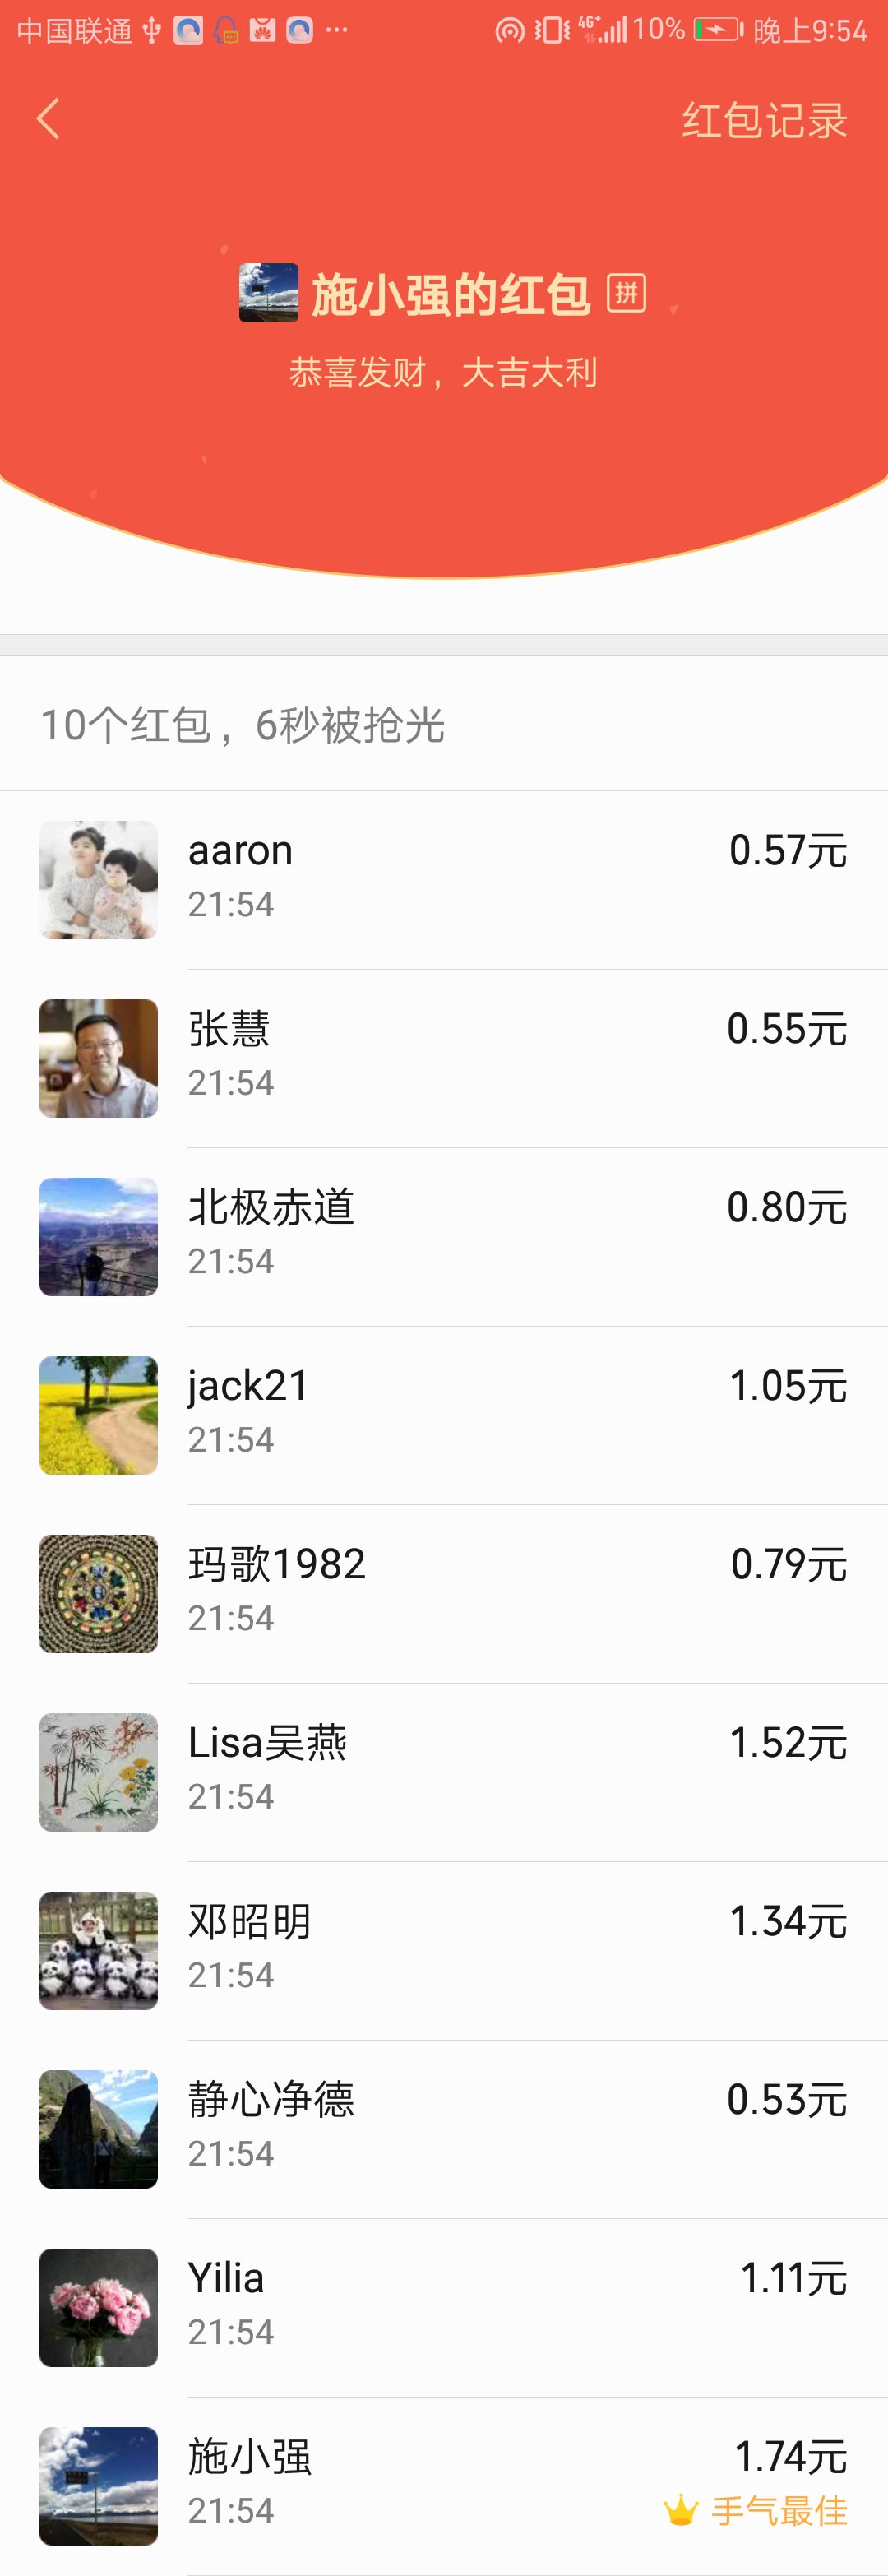 中国联通 ··· 4G+ 10% 晚上9:54
红包记录
施小强的红包 拼
恭喜发财，大吉大利
10个红包，6秒被抢光
aaron 0.57元
21:54
张慧 0.55元
21:54
北极赤道 0.80元
21:54
jack21 1.05元
21:54
玛歌1982 0.79元
21:54
Lisa吴燕 1.52元
21:54
邓昭明 1.34元
21:54
静心净德 0.53元
21:54
Yilia 1.11元
21:54
施小强 1.74元
21:54 手气最佳